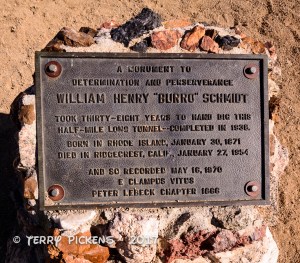 A MONUMENT TO
DETERMINATION AND PERSEVERANCE
WILLIAM HENRY "BURRO" SCHMIDT
TOOK THIRTY-EIGHT YEARS TO HAND DIG THIS
HALF-MILE LONG TUNNEL--COMPLETED IN 1938.
BORN IN RHODE ISLAND, JANUARY 30, 1871
DIED IN RIDGECREST, CALIF., JANUARY 27, 1954
AND SO RECORDED MAY 16, 1970
E CLAMPUS VITUS
PETER LEBECK CHAPTER 1866
© TERRY PICKENS 2017